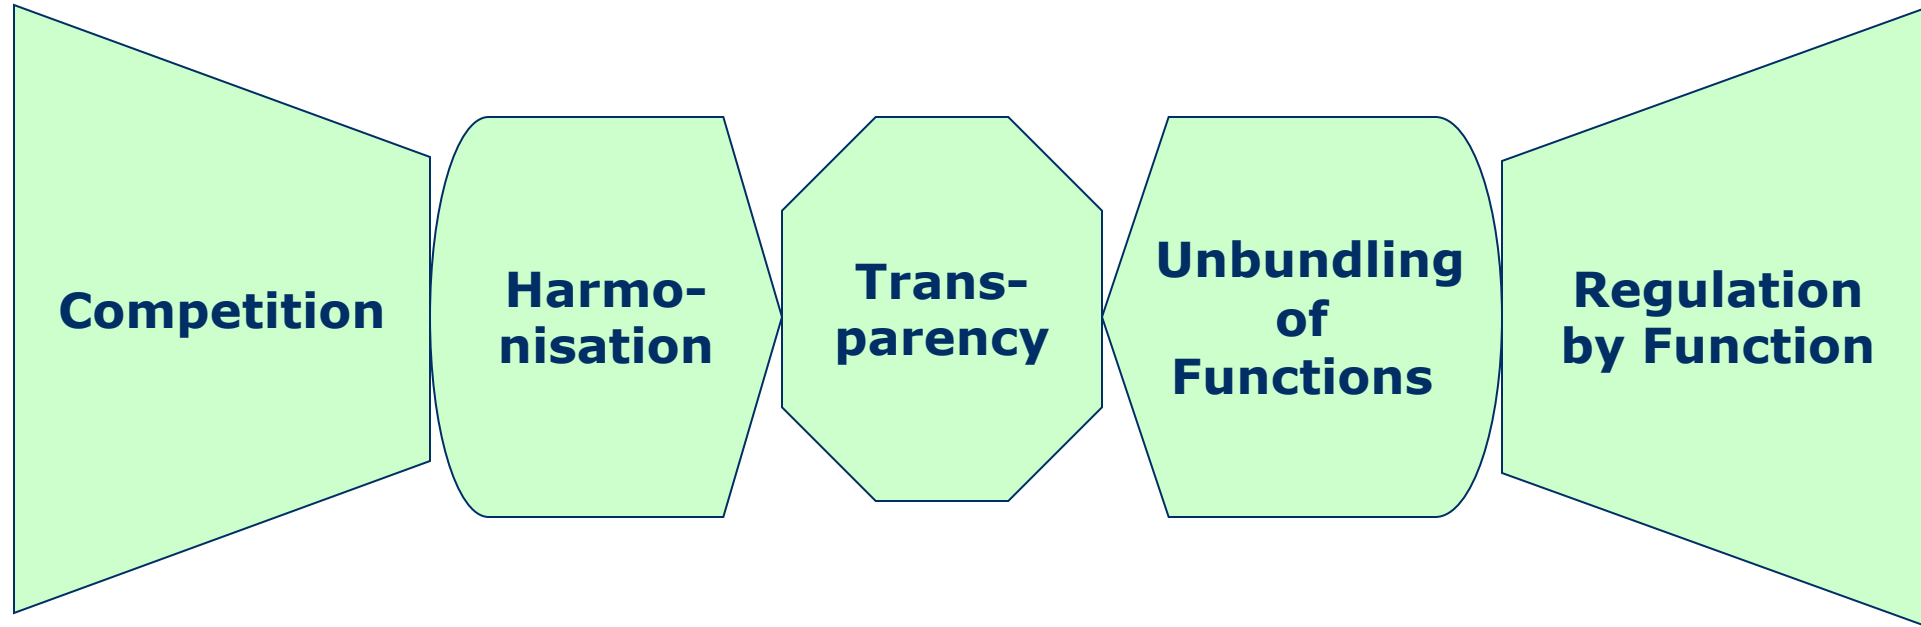 Competition
Harmo-
nisation
Trans-
parency
Unbundling
of
Functions
Regulation
by Function